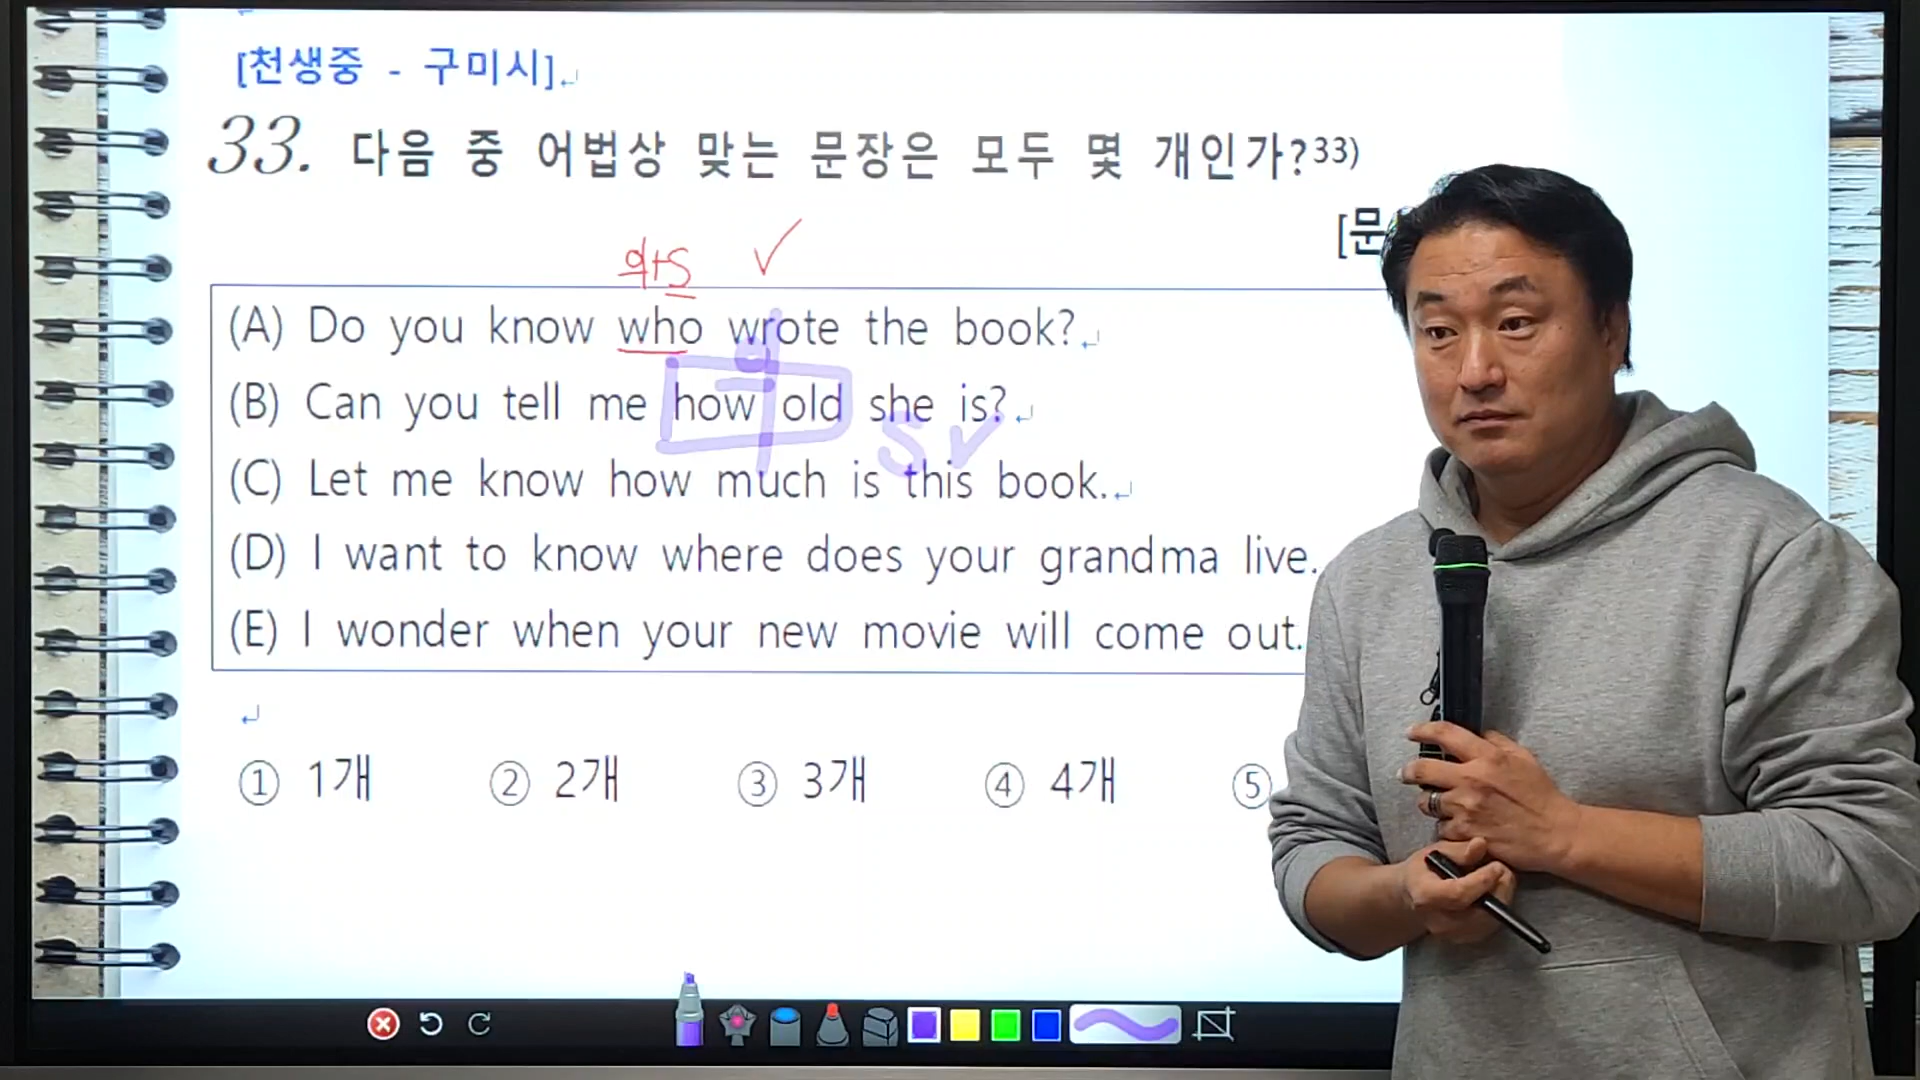 [천생중 - 구미시]
33. 다음 중 어법상 맞는 문장은 모두 몇 개인가?33)
[문
의+S ✓
(A) Do you know who wrote the book?
의
(B) Can you tell me how old she is?
S ✓
(C) Let me know how much is this book.
(D) I want to know where does your grandma live.
(E) I wonder when your new movie will come out.
① 1개 ② 2개 ③ 3개 ④ 4개 ⑤